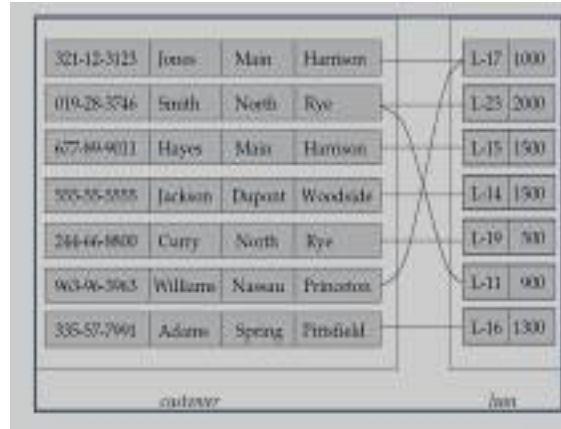 321-12-3123 Jones Main Harrison L-17 1000
019-28-3746 Smith North Rye L-23 2000
677-89-9011 Hayes Main Harrison L-15 1500
555-55-5555 Jackson Dupont Woodside L-14 1500
244-66-8800 Curry North Rye L-19 500
963-96-3963 Williams Nassau Princeton L-11 900
335-57-7991 Adams Spring Pittsfield L-16 1300
customer loan